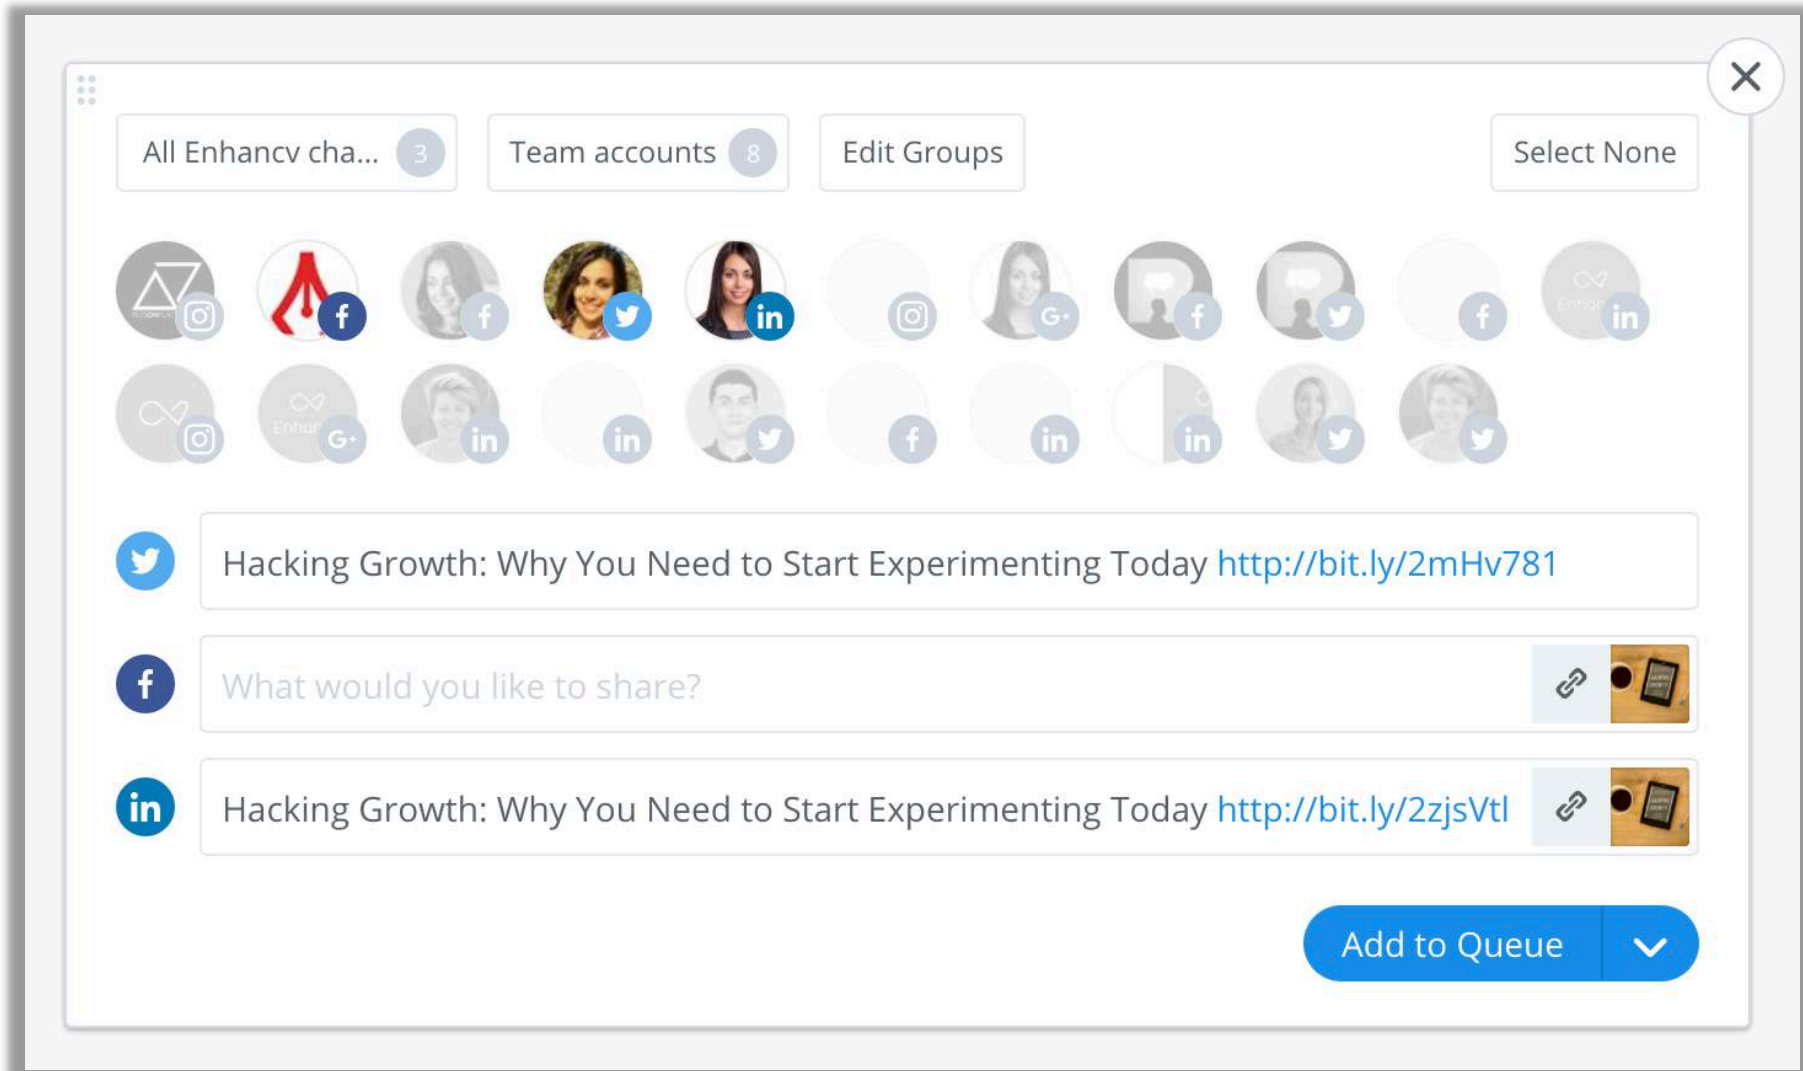 All Enhancv cha... 3 Team accounts 8 Edit Groups Select None
Hacking Growth: Why You Need to Start Experimenting Today http://bit.ly/2mHv781
What would you like to share?
Hacking Growth: Why You Need to Start Experimenting Today http://bit.ly/2zjsVtl
Add to Queue